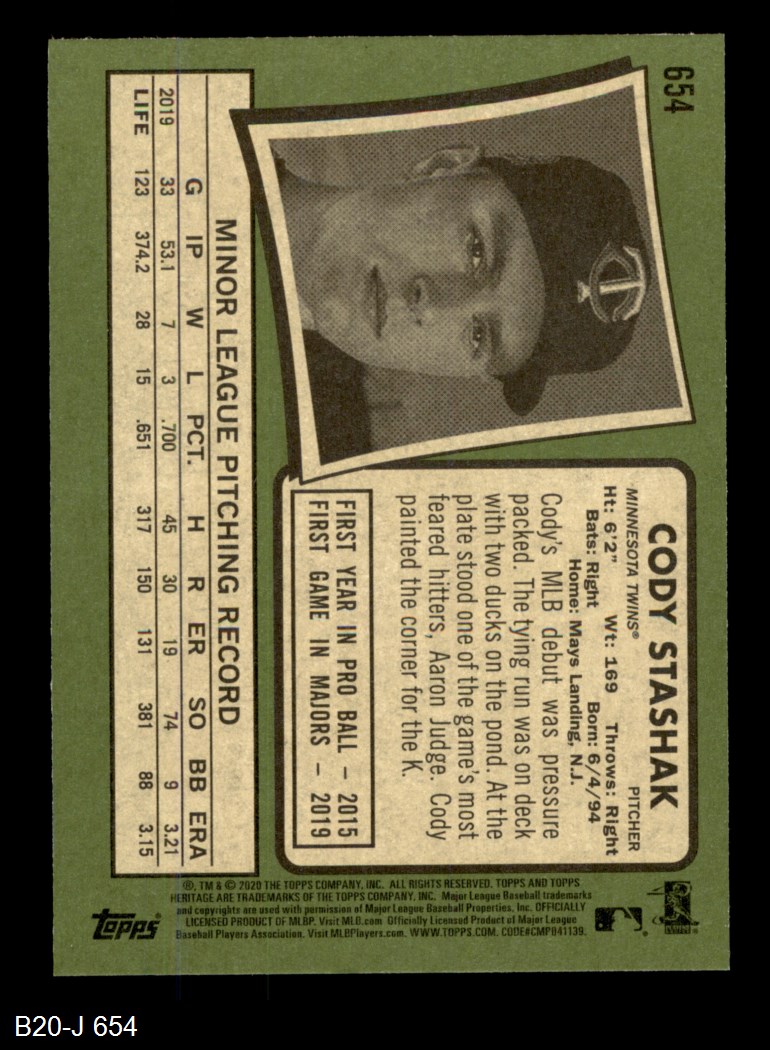 654
CODY STASHAK
MINNESOTA TWINS® PITCHER
Ht: 6'2" Wt: 169 Throws: Right
Bats: Right Born: 6/4/94
Home: Mays Landing, N.J.
Cody's MLB debut was pressure
packed. The tying run was on deck
with two ducks on the pond. At the
plate stood one of the game's most
feared hitters, Aaron Judge. Cody
painted the corner for the K.
FIRST YEAR IN PRO BALL – 2015
FIRST GAME IN MAJORS – 2019
MINOR LEAGUE PITCHING RECORD
G IP W L PCT. H R ER SO BB ERA
2019 33 53.1 7 3 .700 45 30 19 74 9 3.21
LIFE 123 374.2 28 15 .651 317 150 131 381 88 3.15
®, TM & © 2020 THE TOPPS COMPANY, INC. ALL RIGHTS RESERVED. TOPPS AND TOPPS
HERITAGE ARE TRADEMARKS OF THE TOPPS COMPANY, INC. Major League Baseball trademarks
and copyrights are used with permission of Major League Baseball Properties, Inc. OFFICIALLY
LICENSED PRODUCT OF MLBP. Visit MLB.com Officially Licensed Product of Major League
Baseball Players Association. Visit MLBPlayers.com. WWW.TOPPS.COM. CODE#CMP041139.
topps®
B20-J 654